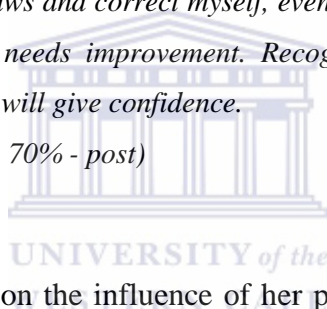 aws and correct myself, even
needs improvement. Recog
will give confidence.
70% - post)
UNIVERSITY of the
on the influence of her p